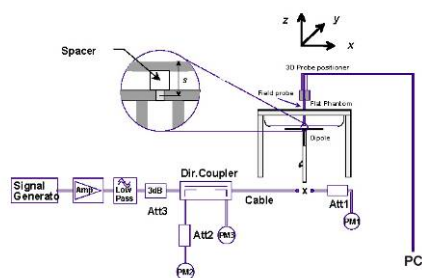 z
y
x
Spacer
s
3D Probe positioner
Field probe
Flat Phantom
Dipole
Signal
Generato
Amp
Low
Pass
3dB
Att3
Dir.Coupler
Cable
x
Att1
PM1
Att2
PM3
PM2
PC